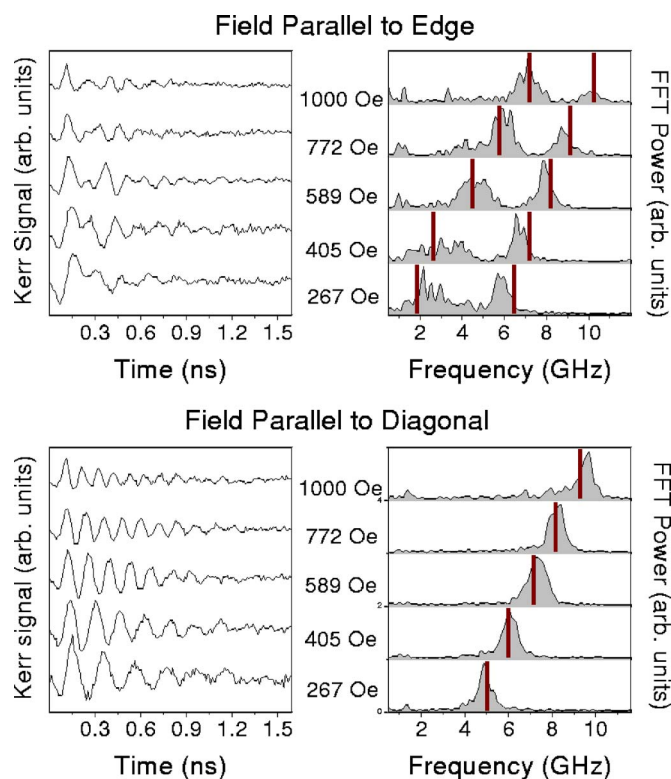 Field Parallel to Edge
Kerr Signal (arb. units)
1000 Oe
772 Oe
589 Oe
405 Oe
267 Oe
FFT Power (arb. units)
0.3 0.6 0.9 1.2 1.5
2 4 6 8 10
Time (ns)
Frequency (GHz)
Field Parallel to Diagonal
Kerr signal (arb. units)
1000 Oe
772 Oe
589 Oe
405 Oe
267 Oe
4
2
0
FFT Power (arb. units)
0.3 0.6 0.9 1.2 1.5
2 4 6 8 10
Time (ns)
Frequency (GHz)